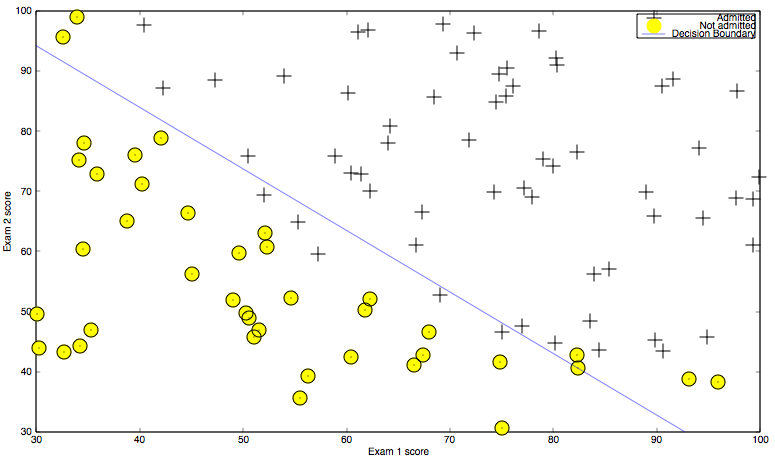 Admitted
Not admitted
Decision Boundary
100
90
80
70
60
50
40
30
Exam 2 score
30 40 50 60 70 80 90 100
Exam 1 score